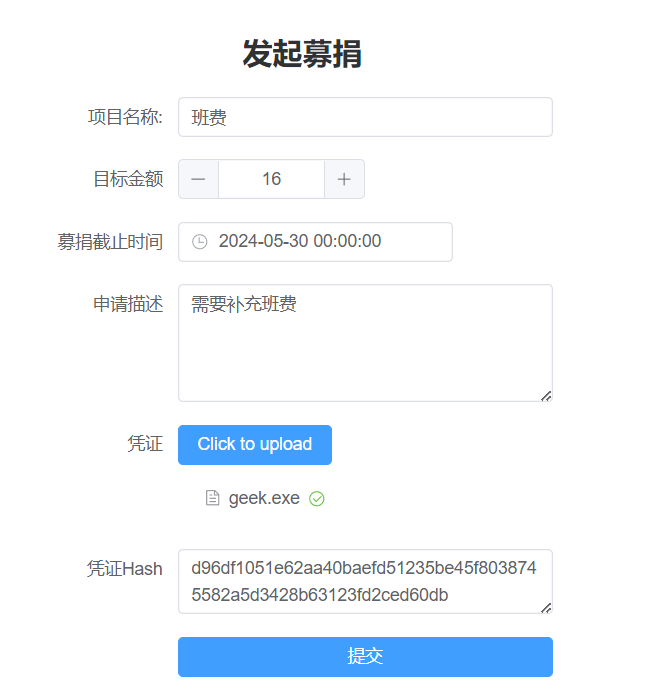 发起募捐
项目名称: 班费
目标金额 16
募捐截止时间 2024-05-30 00:00:00
申请描述 需要补充班费
凭证 Click to upload
geek.exe
凭证Hash d96df1051e62aa40baefd51235be45f803874
5582a5d3428b63123fd2ced60db
提交